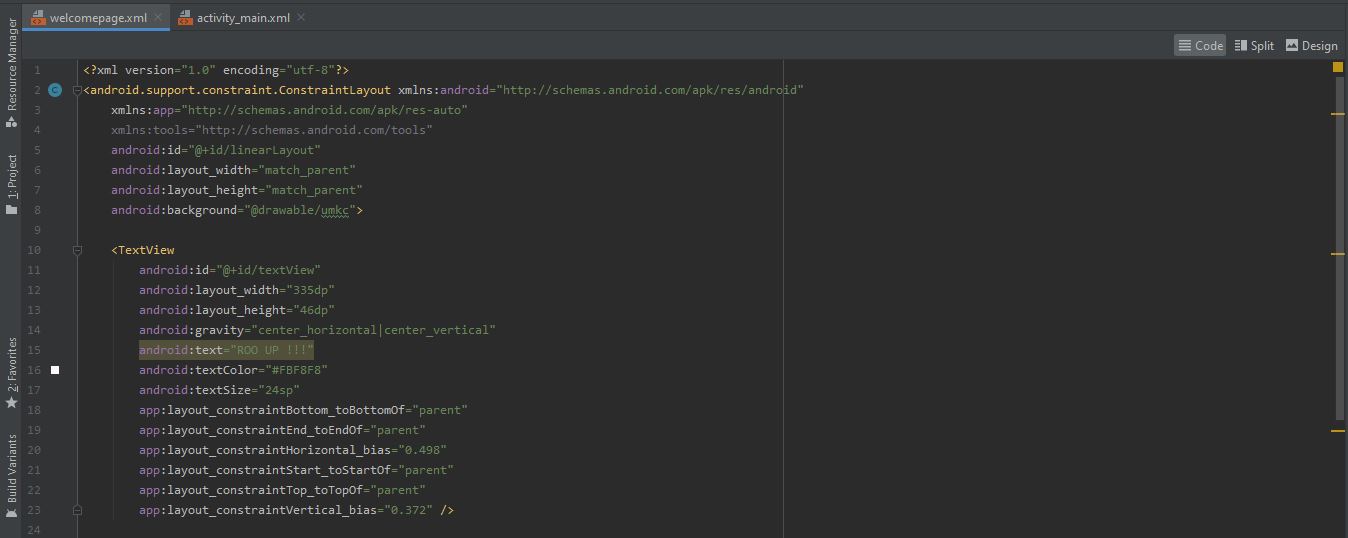 welcomepage.xml
activity_main.xml
Code
Split
Design
Resource Manager
1: Project
2: Favorites
Build Variants
1 <?xml version="1.0" encoding="utf-8"?>
2 <android.support.constraint.ConstraintLayout xmlns:android="http://schemas.android.com/apk/res/android"
3 xmlns:app="http://schemas.android.com/apk/res-auto"
4 xmlns:tools="http://schemas.android.com/tools"
5 android:id="@+id/linearLayout"
6 android:layout_width="match_parent"
7 android:layout_height="match_parent"
8 android:background="@drawable/umkc">
9
10 <TextView
11 android:id="@+id/textView"
12 android:layout_width="335dp"
13 android:layout_height="46dp"
14 android:gravity="center_horizontal|center_vertical"
15 android:text="ROO UP !!!"
16 android:textColor="#FBF8F8"
17 android:textSize="24sp"
18 app:layout_constraintBottom_toBottomOf="parent"
19 app:layout_constraintEnd_toEndOf="parent"
20 app:layout_constraintHorizontal_bias="0.498"
21 app:layout_constraintStart_toStartOf="parent"
22 app:layout_constraintTop_toTopOf="parent"
23 app:layout_constraintVertical_bias="0.372" />
24